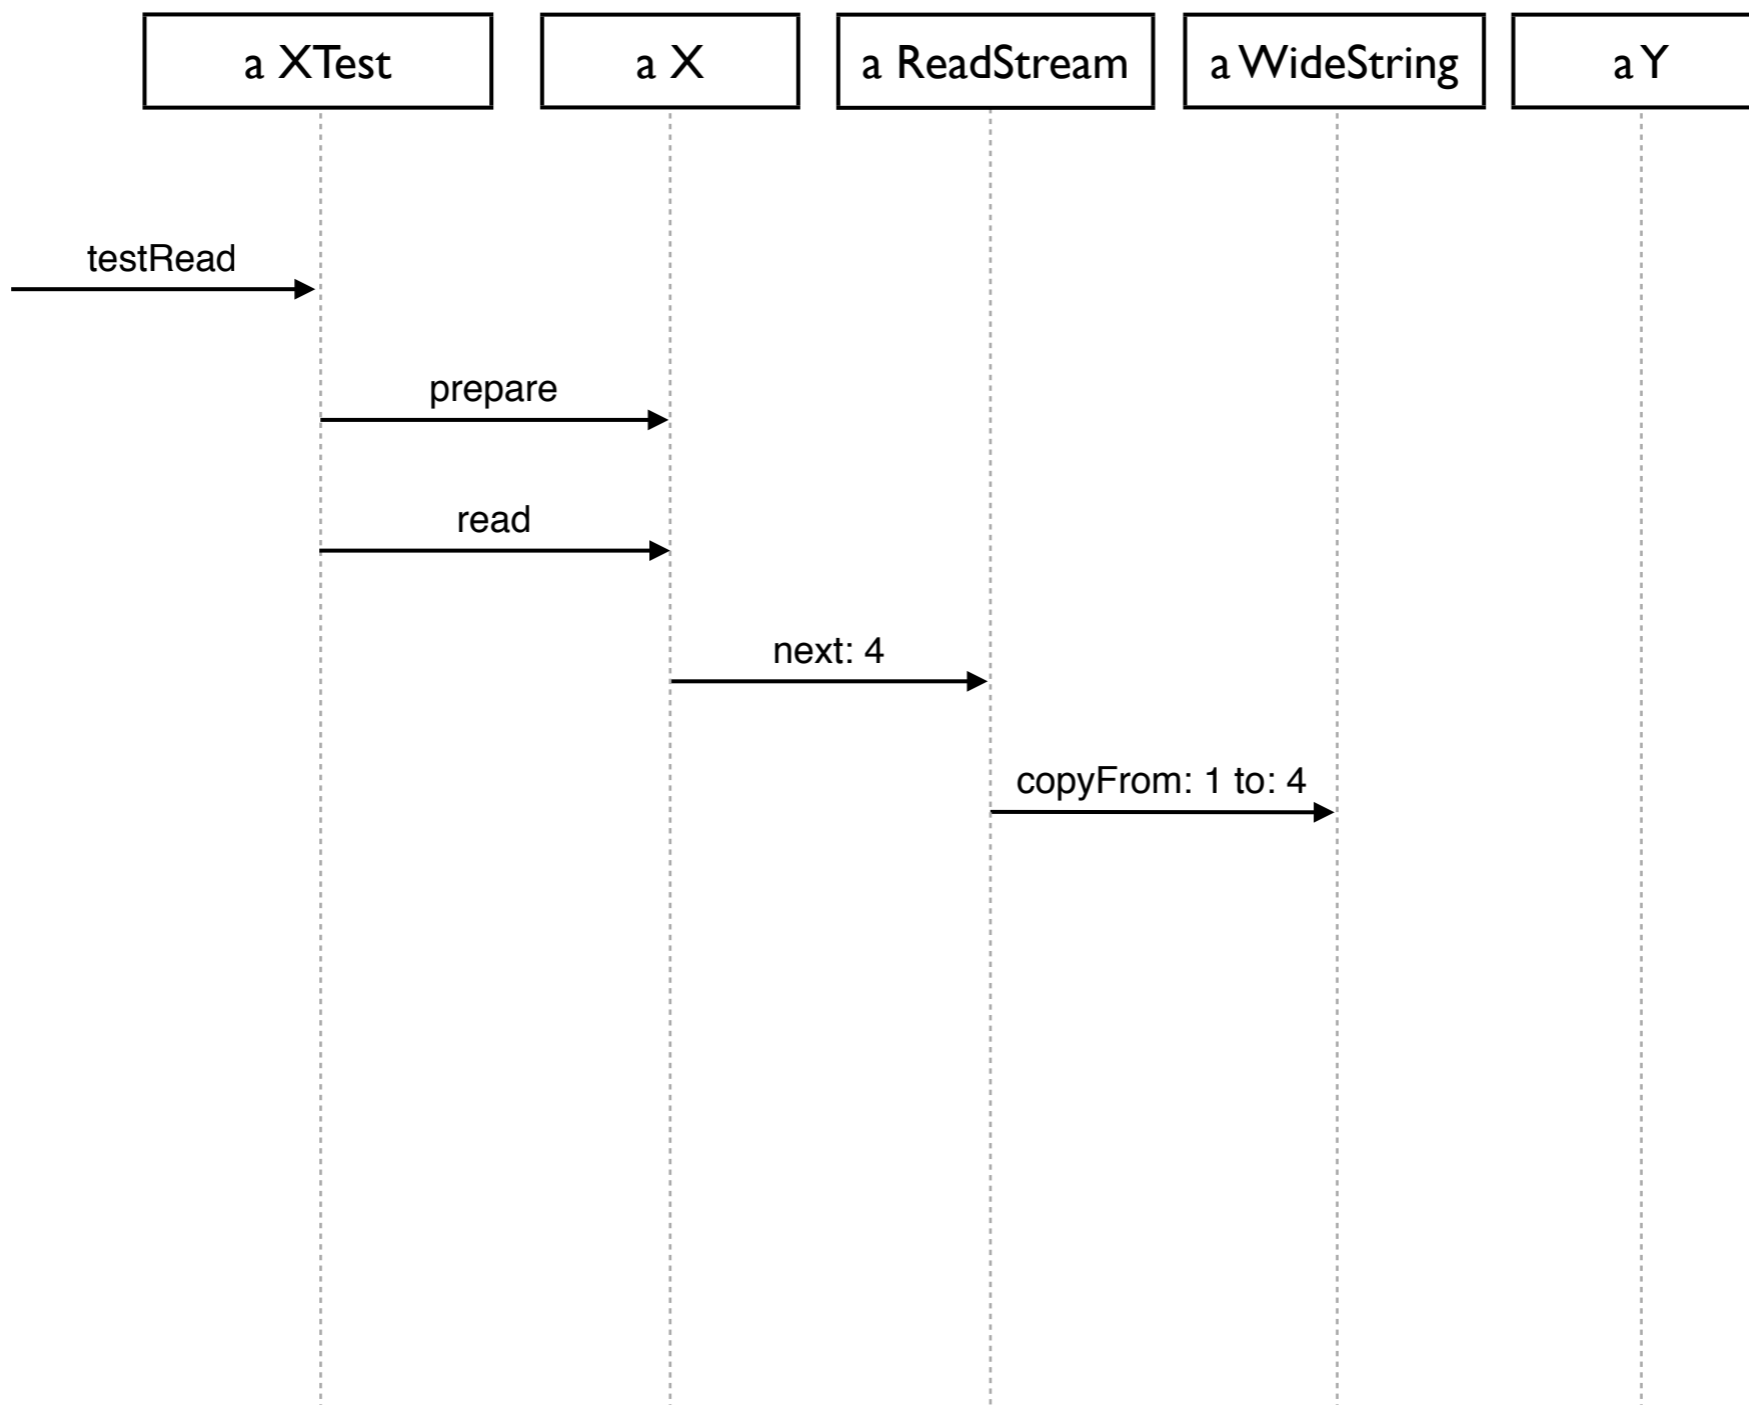 a XTest
a X
a ReadStream
a WideString
a Y
testRead
prepare
read
next: 4
copyFrom: 1 to: 4